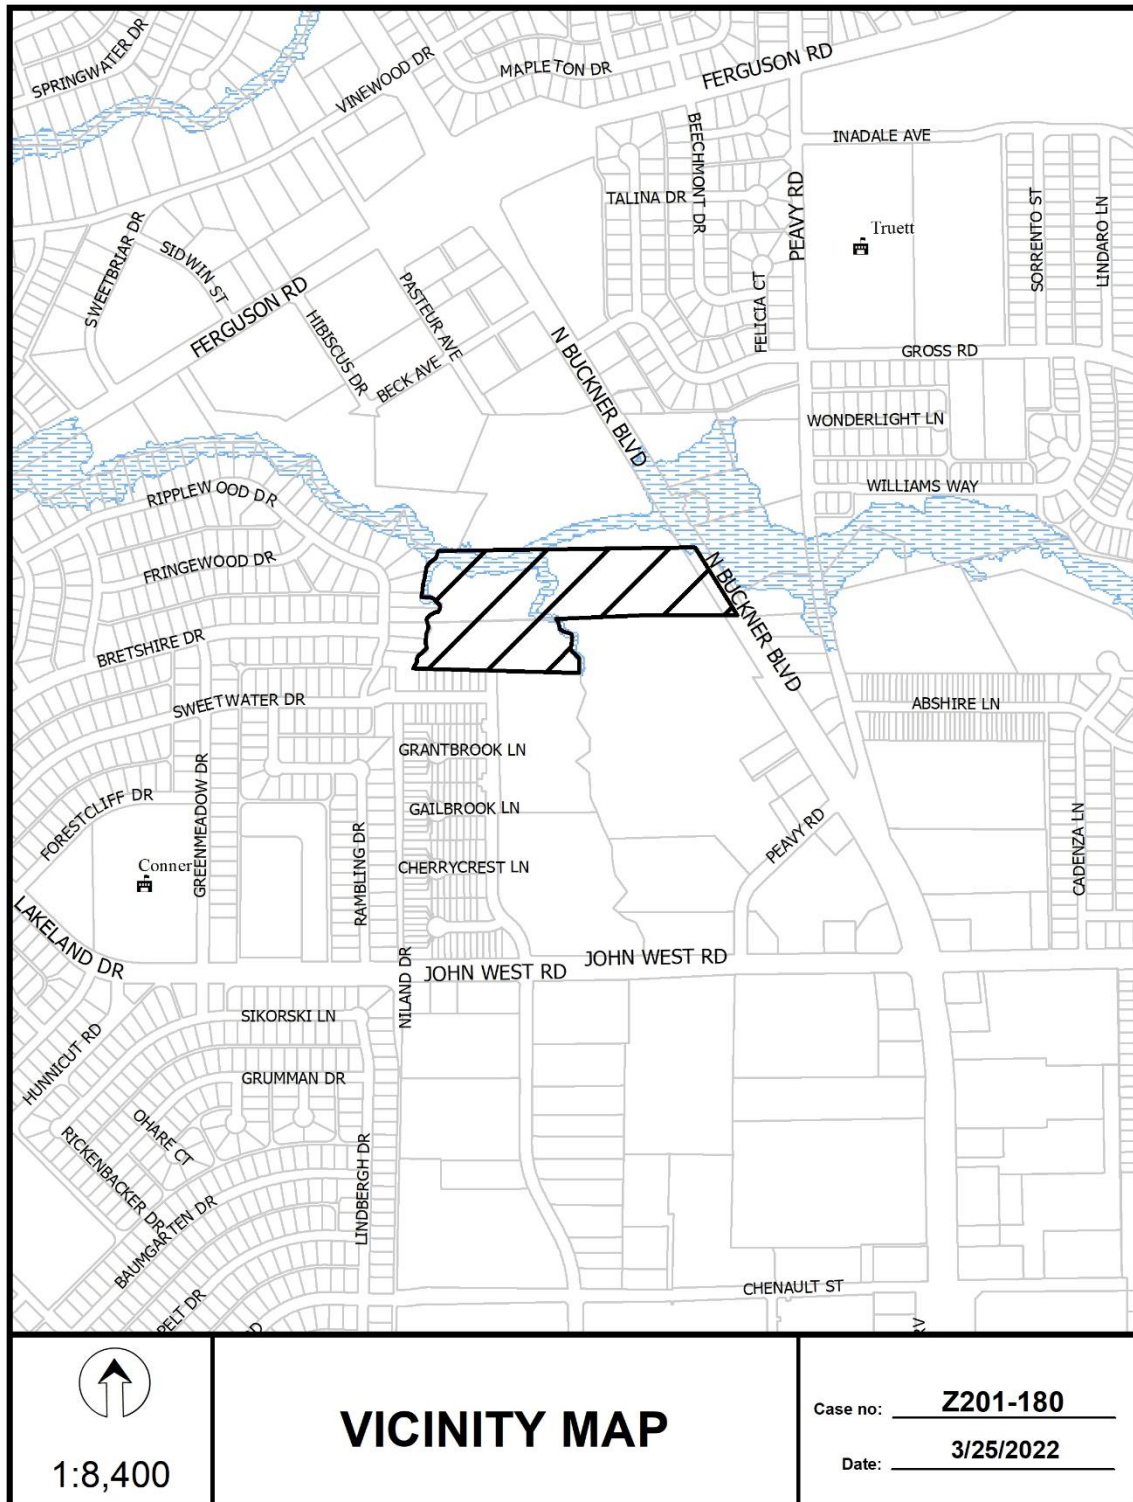 SPRINGWATER DR
VINEWOOD DR
MAPLETON DR
FERGUSON RD
BEECHMONT DR
INADALE AVE
TALINA DR
PEAVY RD
Truett
SORRENTO ST
LINDARO LN
SWEETBRIAR DR
SIDWIN ST
FERGUSON RD
HIBISCUS DR
PASTEUR AVE
BECK AVE
FELICIA CT
N BUCKNER BLVD
GROSS RD
WONDERLIGHT LN
WILLIAMS WAY
RIPPLEWOOD DR
FRINGEWOOD DR
N BUCKNER BLVD
BRETSHIRE DR
SWEETWATER DR
ABSHIRE LN
GRANTBROOK LN
GREENMEADOW DR
FORESTCLIFF DR
GAILBROOK LN
RAMBLING DR
PEAVY RD
CADENZA LN
Conner
CHERRYCREST LN
LAKELAND DR
NILAND DR
JOHN WEST RD
JOHN WEST RD
SIKORSKI LN
HUNNICUT RD
GRUMMAN DR
OHARE CT
RICKENBACKER DR
LINDBERGH DR
BAUMGARTEN DR
CHENAULT ST
PELT DR
1:8,400
VICINITY MAP
Case no: Z201-180
Date: 3/25/2022